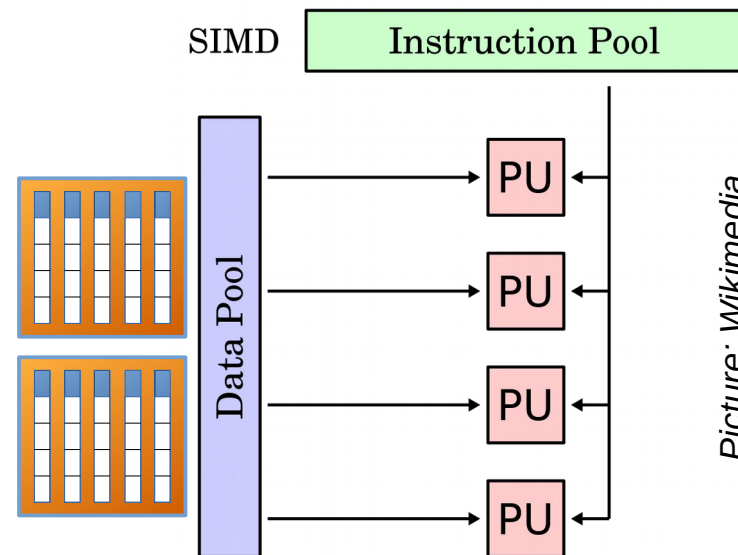 SIMD
Instruction Pool
Data Pool
PU
PU
PU
PU
Picture: Wikimedia